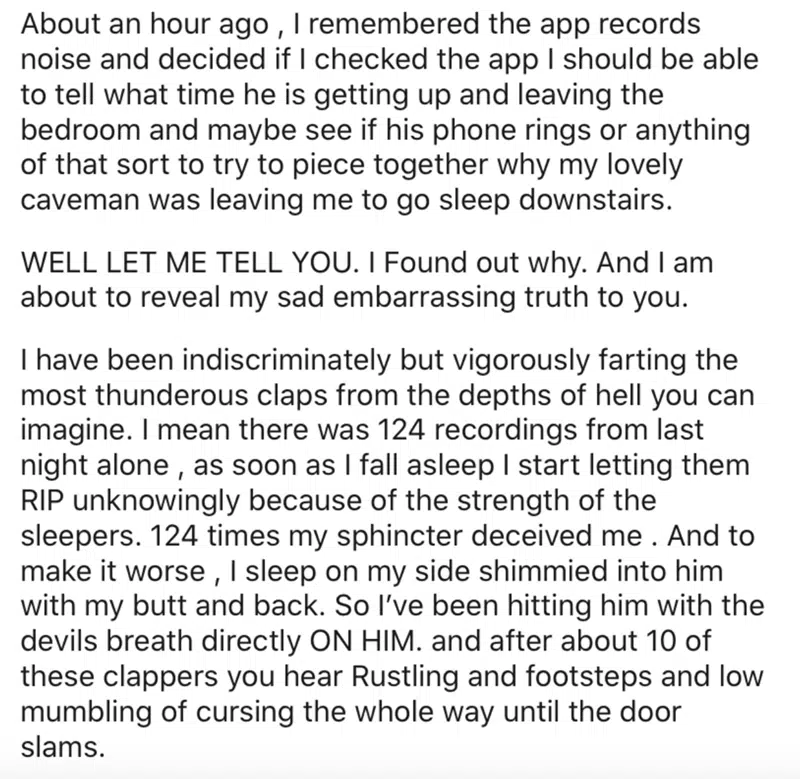 About an hour ago , I remembered the app records
noise and decided if I checked the app I should be able
to tell what time he is getting up and leaving the
bedroom and maybe see if his phone rings or anything
of that sort to try to piece together why my lovely
caveman was leaving me to go sleep downstairs.
WELL LET ME TELL YOU. I Found out why. And I am
about to reveal my sad embarrassing truth to you.
I have been indiscriminately but vigorously farting the
most thunderous claps from the depths of hell you can
imagine. I mean there was 124 recordings from last
night alone , as soon as I fall asleep I start letting them
RIP unknowingly because of the strength of the
sleepers. 124 times my sphincter deceived me . And to
make it worse , I sleep on my side shimmied into him
with my butt and back. So I’ve been hitting him with the
devils breath directly ON HIM. and after about 10 of
these clappers you hear Rustling and footsteps and low
mumbling of cursing the whole way until the door
slams.